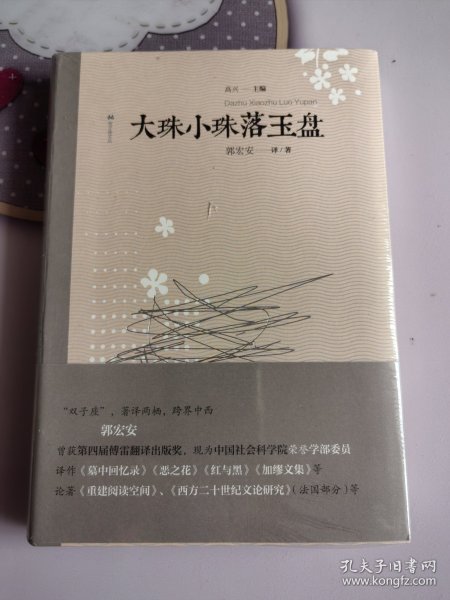 高兴 — 主编
Dazhu Xiaozhu Luo Yupan
大珠小珠落玉盘
郭宏安 — 译/著
“双子座”，著译两栖，跨界中西
郭宏安
曾获第四届傅雷翻译出版奖，现为中国社会科学院荣誉学部委员
译作《墓中回忆录》《恶之花》《红与黑》《加缪文集》等
论著《重建阅读空间》、《西方二十世纪文论研究》（法国部分）等
孔夫子旧书网
www.kongfz.com